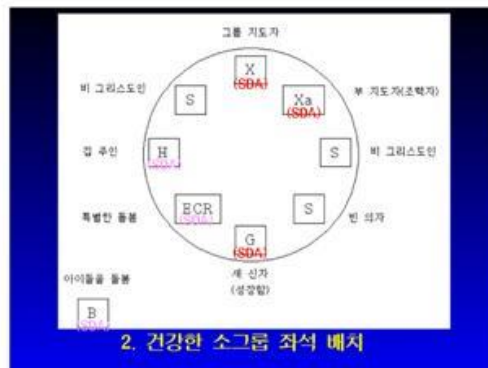 그룹 지도자
X
(SDA)
비 그리스도인
S
Xa
(SDA)
부 지도자(조력자)
집 주인
H
(SDA)
S
비 그리스도인
특별한 돌봄
ECR
(SDA)
S
빈 의자
G
(SDA)
새 신자
(성장함)
아이들을 돌봄
B
(SDA)
2. 건강한 소그룹 좌석 배치